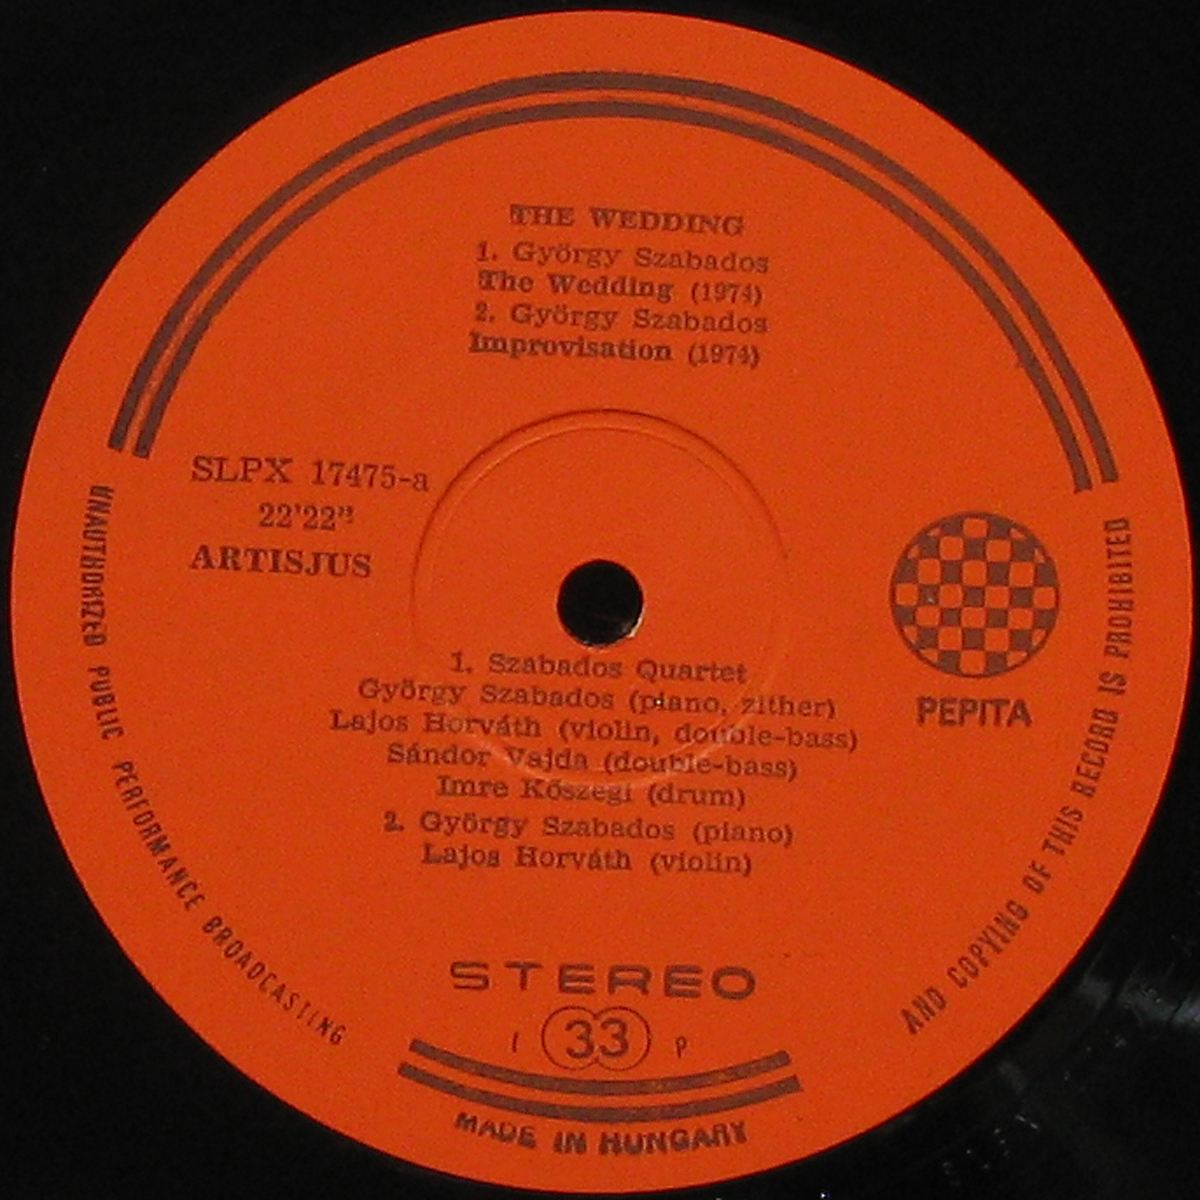 THE WEDDING
1. György Szabados
The Wedding (1974)
2. György Szabados
Improvisation (1974)
SLPX 17475-a
22'22"
ARTISJUS
PEPITA
1. Szabados Quartet
György Szabados (piano, zither)
Lajos Horváth (violin, double-bass)
Sándor Vajda (double-bass)
Imre Kőszegi (drum)
2. György Szabados (piano)
Lajos Horváth (violin)
STEREO
I 33 P
MADE IN HUNGARY
UNAUTHORIZED PUBLIC PERFORMANCE BROADCASTING
AND COPYING OF THIS RECORD IS PROHIBITED